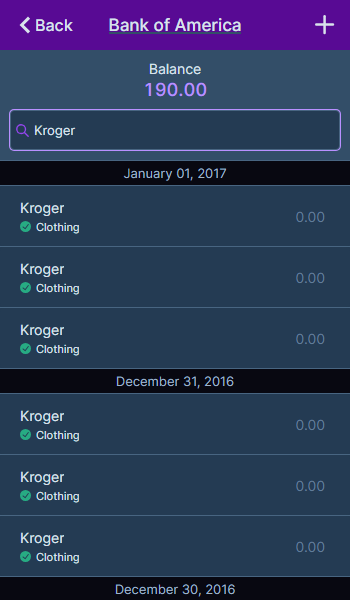 Back
Bank of America
Balance
190.00
Kroger
January 01, 2017
Kroger
0.00
Clothing
Kroger
0.00
Clothing
Kroger
0.00
Clothing
December 31, 2016
Kroger
0.00
Clothing
Kroger
0.00
Clothing
Kroger
0.00
Clothing
December 30, 2016